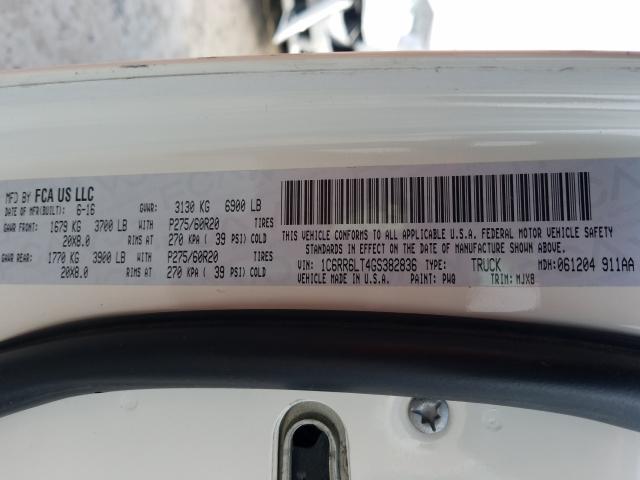 MFD BY FCA US LLC GVWR: 3130 KG 6900 LB
DATE OF MFR(BUILT): 6-16
GAWR FRONT: 1679 KG 3700 LB WITH P275/60R20 TIRES
20X8.0 RIMS AT 270 KPA ( 39 PSI) COLD
GAWR REAR: 1770 KG 3900 LB WITH P275/60R20 TIRES
20X8.0 RIMS AT 270 KPA ( 39 PSI) COLD
THIS VEHICLE CONFORMS TO ALL APPLICABLE U.S.A. FEDERAL MOTOR VEHICLE SAFETY
STANDARDS IN EFFECT ON THE DATE OF MANUFACTURE SHOWN ABOVE.
VIN: 1C6RR6LT4GS382836 TYPE: TRUCK MDH: 061204 911AA
VEHICLE MADE IN U.S.A. PAINT: PW7 TRIM: MJX8